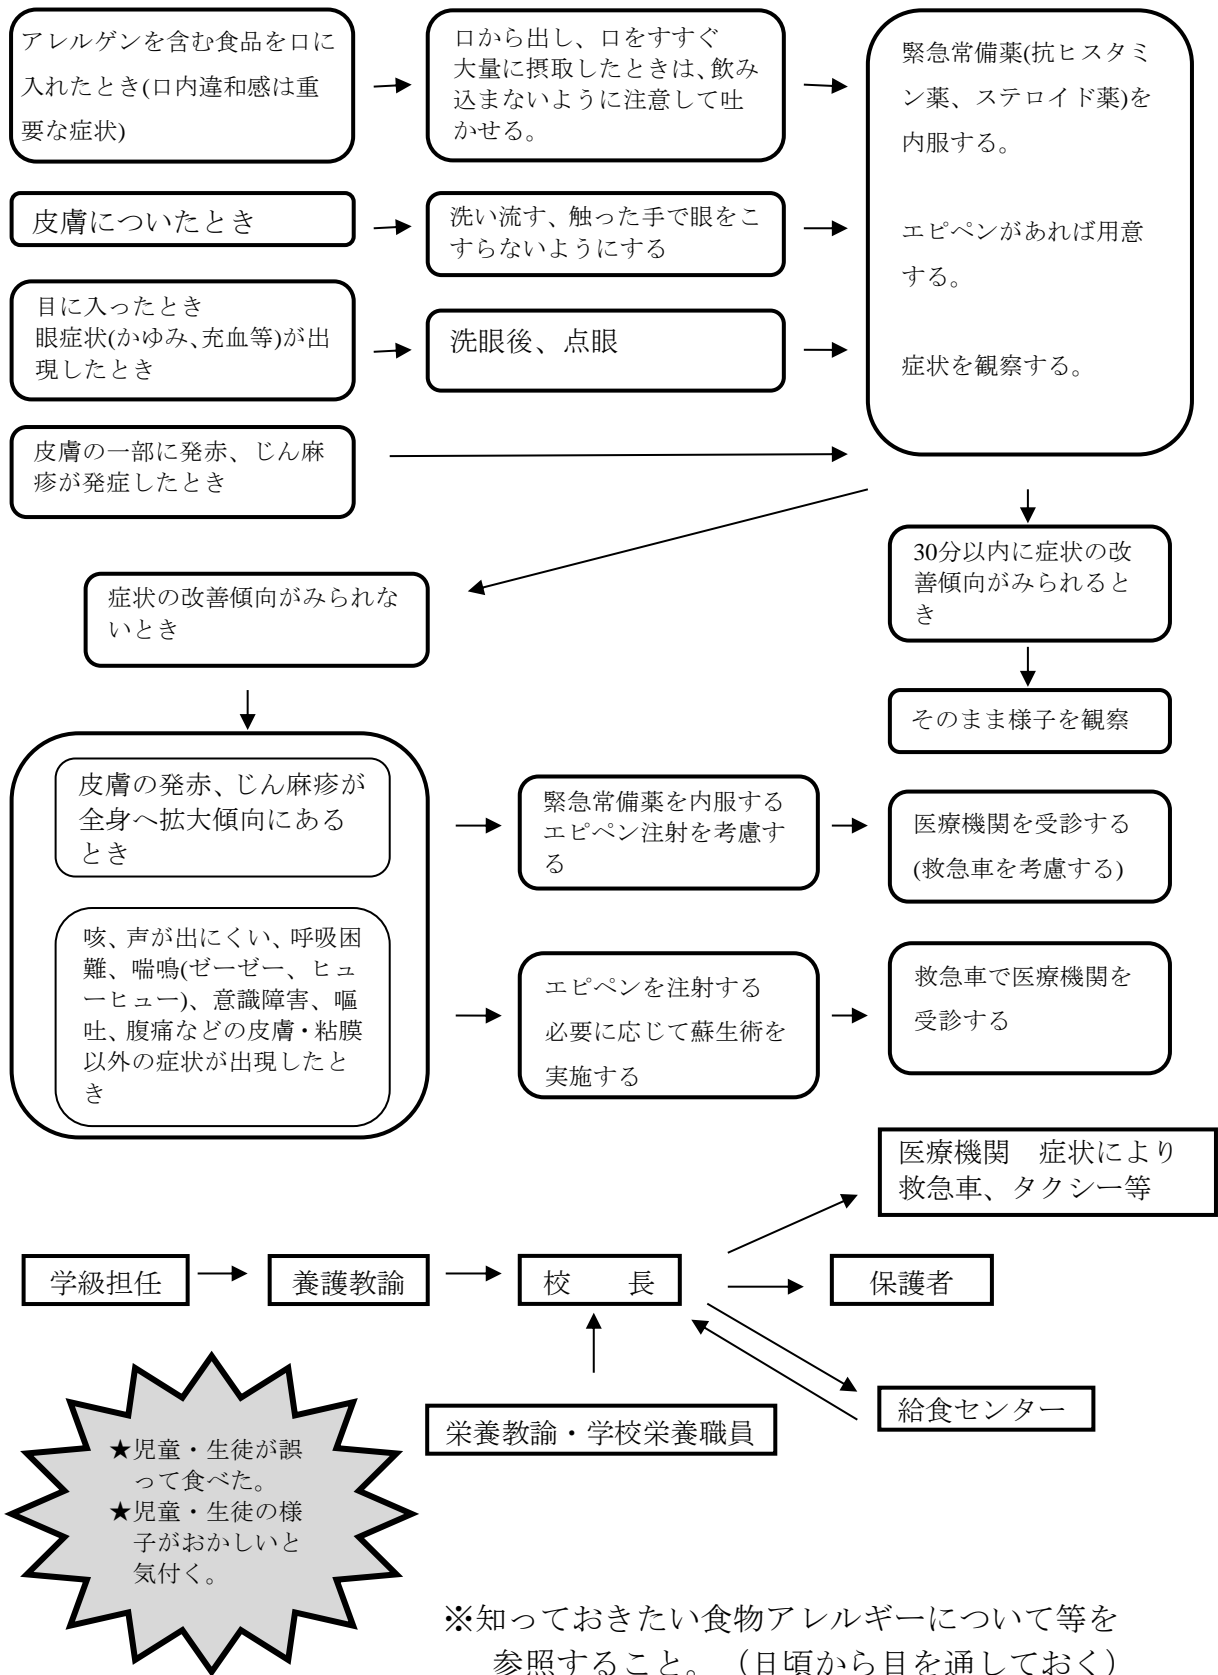 アレルゲンを含む食品を口に
入れたとき(口内違和感は重
要な症状)
口から出し、口をすすぐ
大量に摂取したときは、飲み
込まないように注意して吐
かせる。
緊急常備薬(抗ヒスタミ
ン薬、ステロイド薬)を
内服する。
エピペンがあれば用意
する。
症状を観察する。
皮膚についたとき
洗い流す、触った手で眼をこ
すらないようにする
目に入ったとき
眼症状(かゆみ、充血等)が出
現したとき
洗眼後、点眼
皮膚の一部に発赤、じん麻
疹が発症したとき
30分以内に症状の改
善傾向がみられると
き
症状の改善傾向がみられな
いとき
そのまま様子を観察
皮膚の発赤、じん麻疹が
全身へ拡大傾向にある
とき
緊急常備薬を内服する
エピペン注射を考慮す
る
医療機関を受診する
(救急車を考慮する)
咳、声が出にくい、呼吸困
難、喘鳴(ゼーゼー、ヒュ
ーヒュー)、意識障害、嘔
吐、腹痛などの皮膚・粘膜
以外の症状が出現したと
き
エピペンを注射する
必要に応じて蘇生術を
実施する
救急車で医療機関を
受診する
医療機関　症状により
救急車、タクシー等
学級担任
養護教諭
校　　長
保護者
栄養教諭・学校栄養職員
給食センター
★児童・生徒が誤
って食べた。
★児童・生徒の様
子がおかしいと
気付く。
※知っておきたい食物アレルギーについて等を
参照すること。（日頃から目を通しておく）